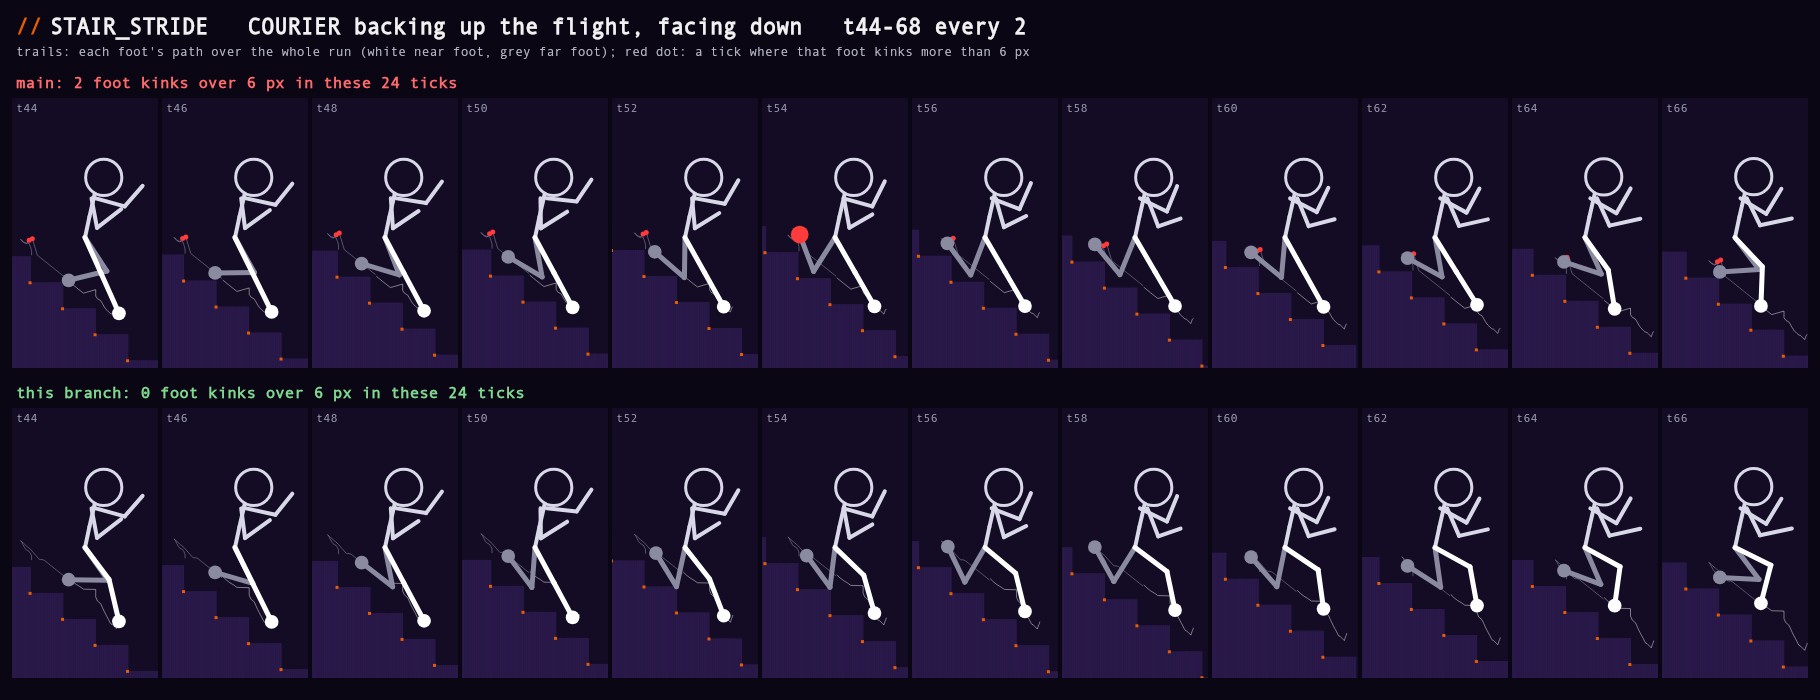 // STAIR_STRIDE COURIER backing up the flight, facing down t44-68 every 2
trails: each foot's path over the whole run (white near foot, grey far foot); red dot: a tick where that foot kinks more than 6 px
main: 2 foot kinks over 6 px in these 24 ticks
t44 t46 t48 t50 t52 t54 t56 t58 t60 t62 t64 t66
this branch: 0 foot kinks over 6 px in these 24 ticks
t44 t46 t48 t50 t52 t54 t56 t58 t60 t62 t64 t66